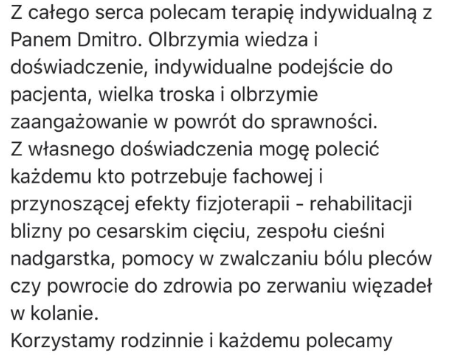 Z całego serca polecam terapię indywidualną z
Panem Dmitro. Olbrzymia wiedza i
doświadczenie, indywidualne podejście do
pacjenta, wielka troska i olbrzymie
zaangażowanie w powrót do sprawności.
Z własnego doświadczenia mogę polecić
każdemu kto potrzebuje fachowej i
przynoszącej efekty fizjoterapii - rehabilitacji
blizny po cesarskim cięciu, zespołu cieśni
nadgarstka, pomocy w zwalczaniu bólu pleców
czy powrocie do zdrowia po zerwaniu więzadeł
w kolanie.
Korzystamy rodzinnie i każdemu polecamy